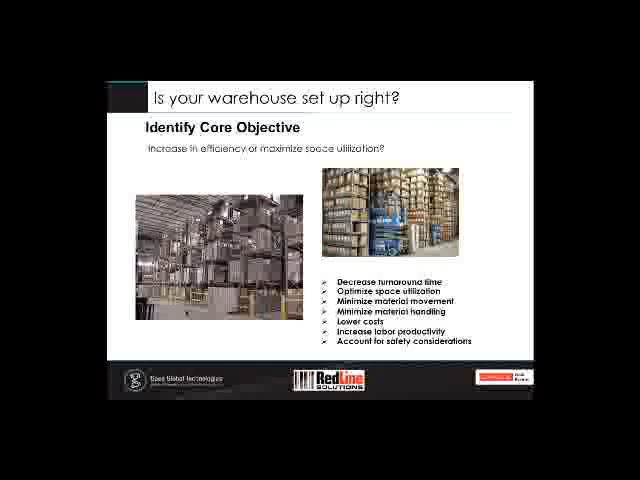 Is your warehouse set up right?
Identify Core Objective
Increase in efficiency or maximize space utilization?
Decrease turnaround time
Optimize space utilization
Minimize material movement
Minimize material handling
Lower costs
Increase labor productivity
Account for safety considerations
Global Technologies
RedLine
SOLUTIONS